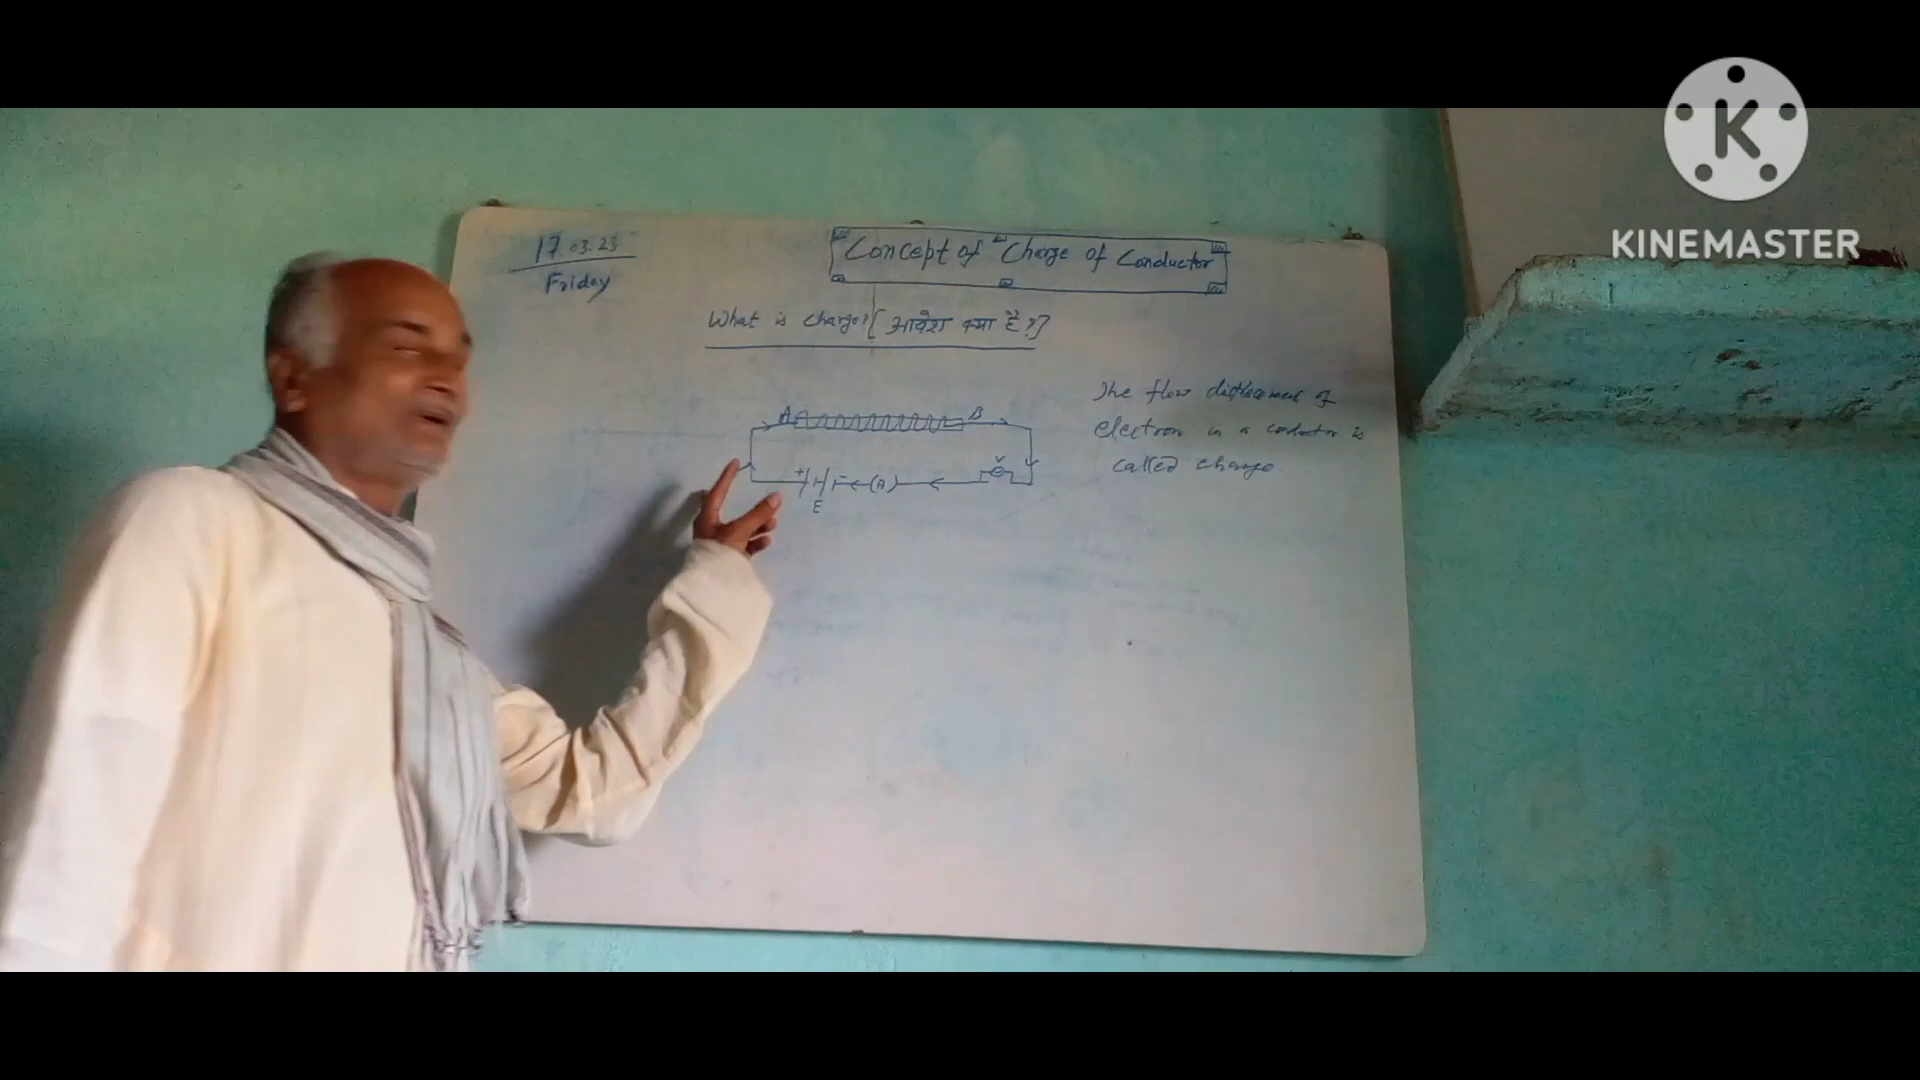 17.03.23
Friday
Concept of Charge of Conductor
What is charge? [आवेश क्या है?]
A
B
The flow displacement of
electron in a conductor is
called charge.
+
-
(A)
V
E
K
KINEMASTER